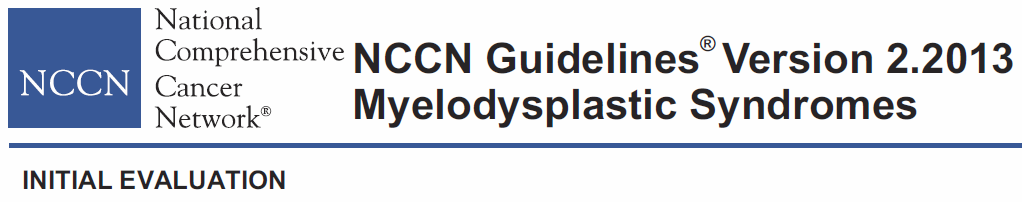 NCCN
National
Comprehensive
Cancer
Network®
NCCN Guidelines® Version 2.2013
Myelodysplastic Syndromes
INITIAL EVALUATION